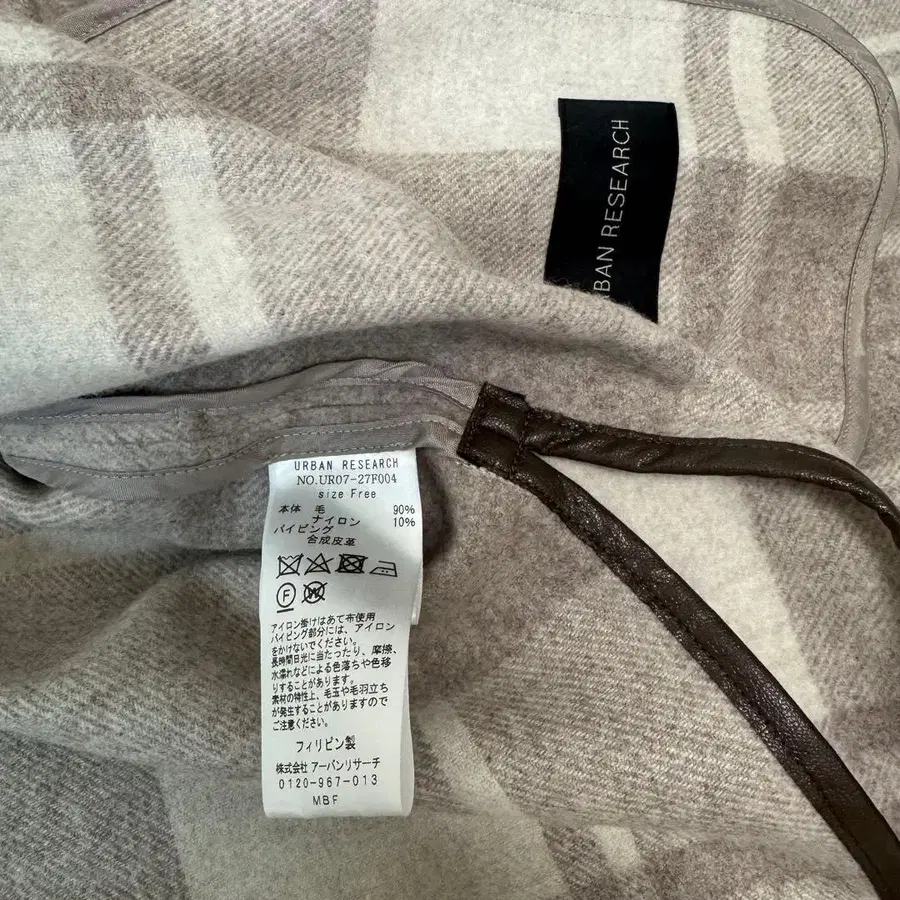 URBAN RESEARCH
URBAN RESEARCH
NO.UR07-27F004
size Free
本体 毛 90%
ナイロン 10%
パイピング
合成皮革
F W
アイロン掛けはあて布使用
パイピング部分には、アイロン
をかけないでください。
長時間日光に当たったり、摩擦、
水濡れなどによる色落ちや色移
りすることがあります。
素材の特性上、毛玉や毛羽立ち
が発生することがありますので
ご注意ください。
フィリピン製
株式会社 アーバンリサーチ
0120-967-013
MBF